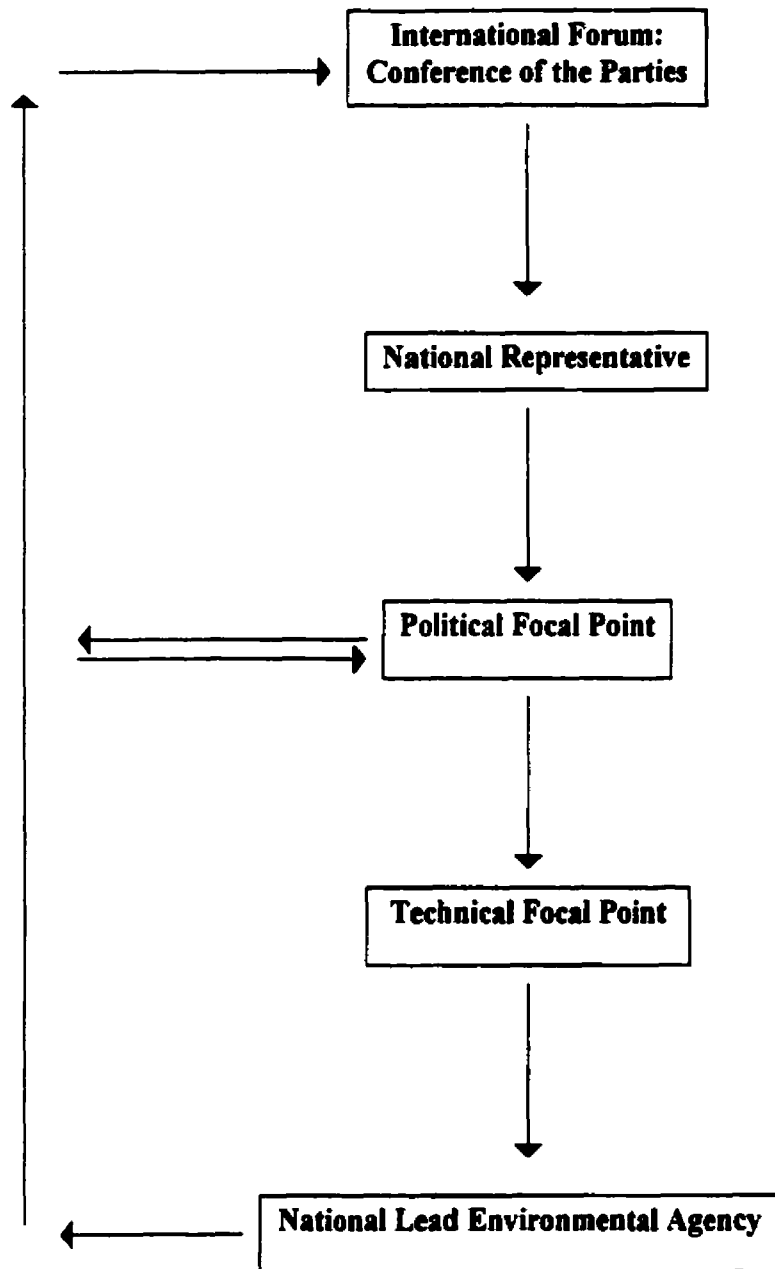 International Forum:
Conference of the Parties
National Representative
Political Focal Point
Technical Focal Point
National Lead Environmental Agency